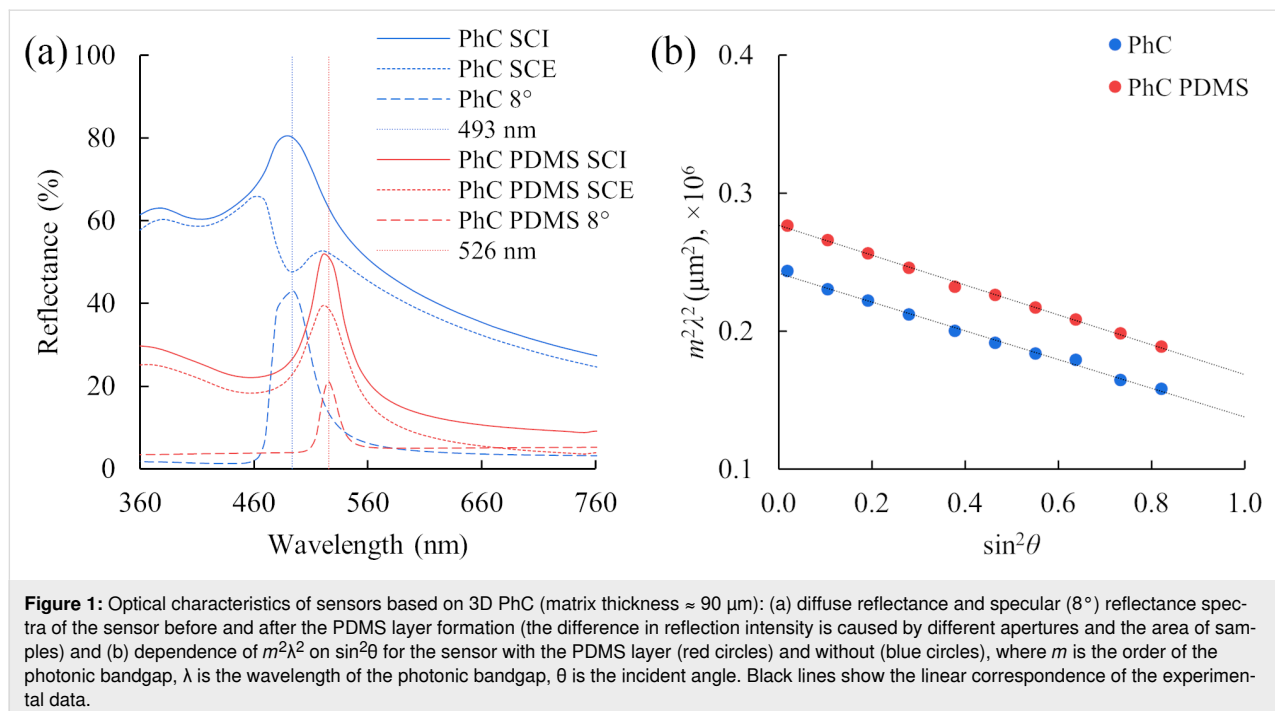 (a)
100
80
60
40
20
0
Reflectance (%)
360 460 560 660 760
Wavelength (nm)
PhC SCI
PhC SCE
PhC 8°
493 nm
PhC PDMS SCI
PhC PDMS SCE
PhC PDMS 8°
526 nm
(b)
0.4
0.3
0.2
0.1
m²λ² (μm²), ×10⁶
0.0 0.2 0.4 0.6 0.8 1.0
sin²θ
PhC
PhC PDMS
Figure 1: Optical characteristics of sensors based on 3D PhC (matrix thickness ≈ 90 μm): (a) diffuse reflectance and specular (8°) reflectance spec-
tra of the sensor before and after the PDMS layer formation (the difference in reflection intensity is caused by different apertures and the area of sam-
ples) and (b) dependence of m²λ² on sin²θ for the sensor with the PDMS layer (red circles) and without (blue circles), where m is the order of the
photonic bandgap, λ is the wavelength of the photonic bandgap, θ is the incident angle. Black lines show the linear correspondence of the experimen-
tal data.